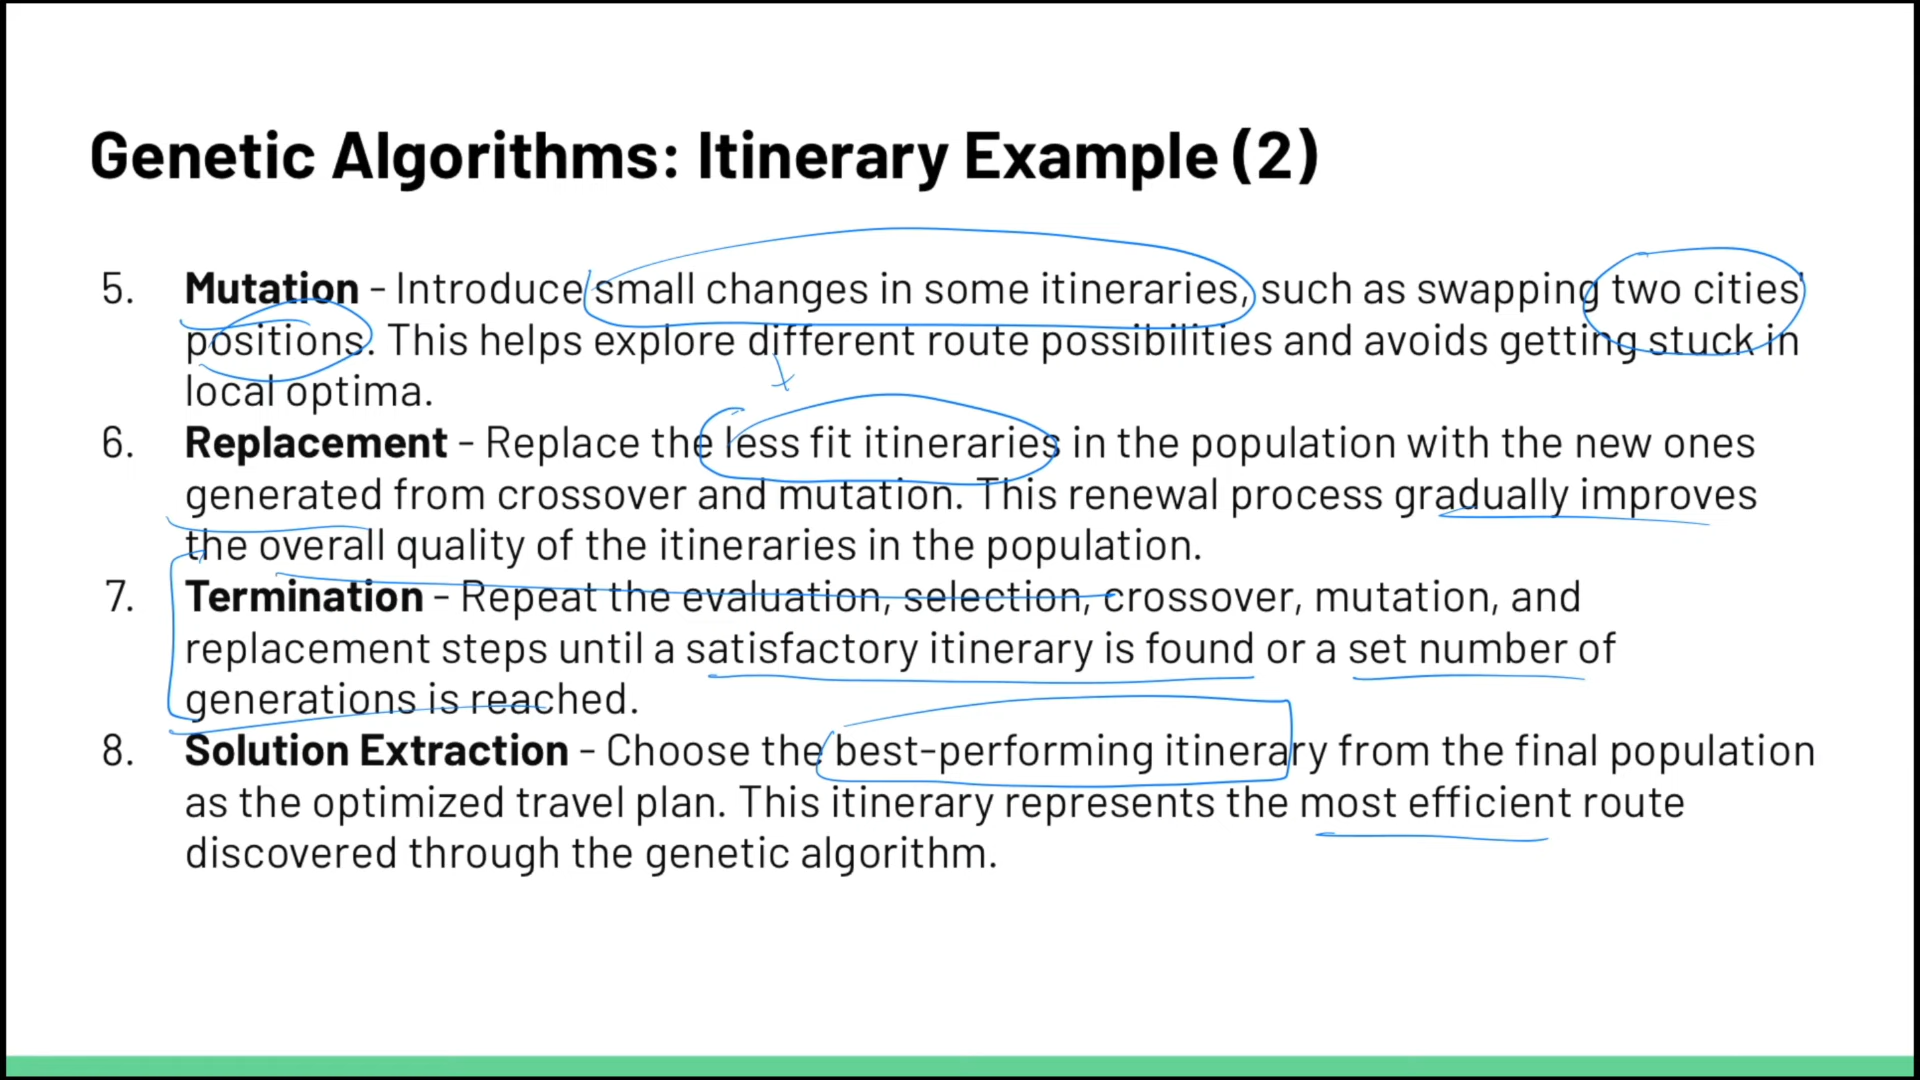 Genetic Algorithms: Itinerary Example (2)
5. Mutation - Introduce small changes in some itineraries, such as swapping two cities'
positions. This helps explore different route possibilities and avoids getting stuck in
local optima.
6. Replacement - Replace the less fit itineraries in the population with the new ones
generated from crossover and mutation. This renewal process gradually improves
the overall quality of the itineraries in the population.
7. Termination - Repeat the evaluation, selection, crossover, mutation, and
replacement steps until a satisfactory itinerary is found or a set number of
generations is reached.
8. Solution Extraction - Choose the best-performing itinerary from the final population
as the optimized travel plan. This itinerary represents the most efficient route
discovered through the genetic algorithm.